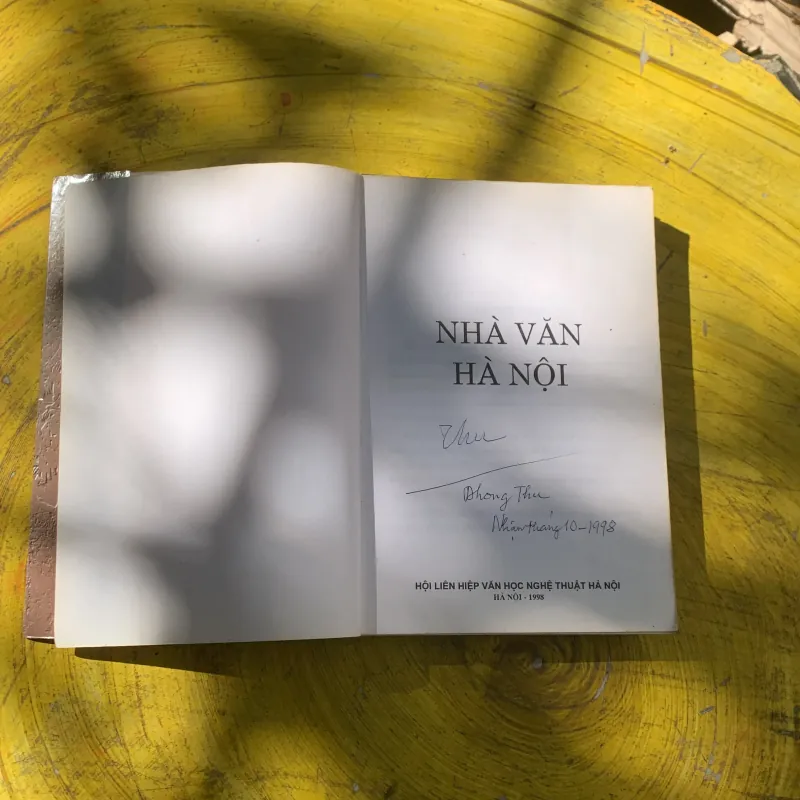 NHÀ VĂN
HÀ NỘI
Thu
Phong Thu
Nhận tháng 10-1998
HỘI LIÊN HIỆP VĂN HỌC NGHỆ THUẬT HÀ NỘI
HÀ NỘI - 1998